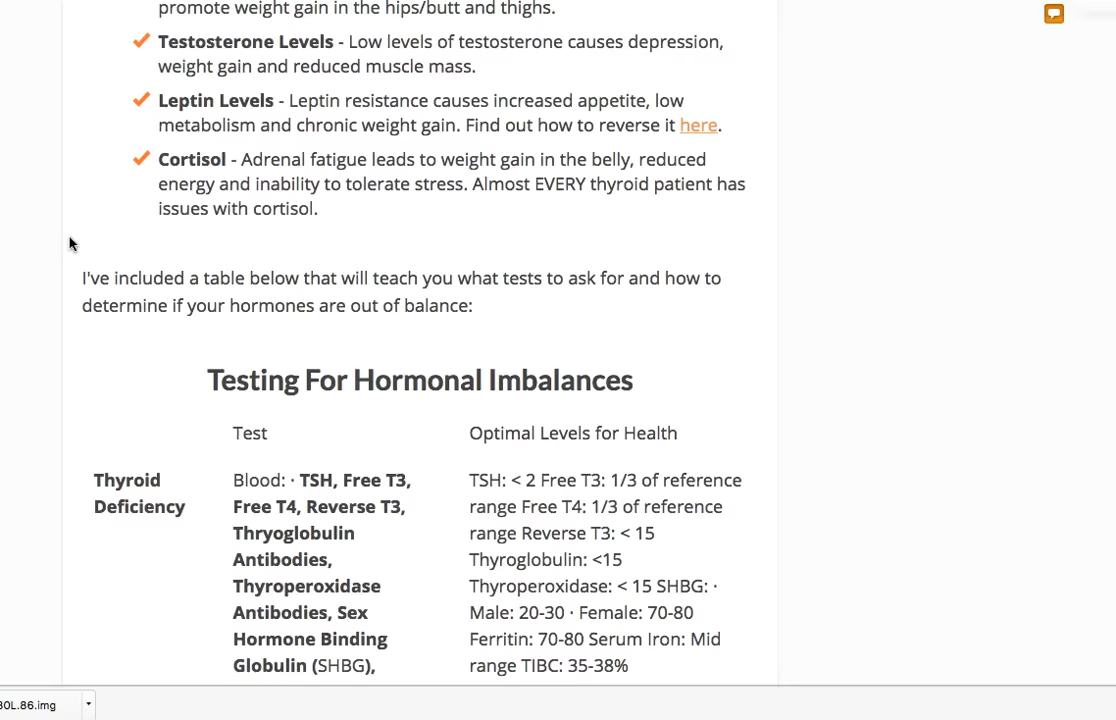 promote weight gain in the hips/butt and thighs.
Testosterone Levels - Low levels of testosterone causes depression,
weight gain and reduced muscle mass.
Leptin Levels - Leptin resistance causes increased appetite, low
metabolism and chronic weight gain. Find out how to reverse it here.
Cortisol - Adrenal fatigue leads to weight gain in the belly, reduced
energy and inability to tolerate stress. Almost EVERY thyroid patient has
issues with cortisol.
I've included a table below that will teach you what tests to ask for and how to
determine if your hormones are out of balance:
Testing For Hormonal Imbalances
Test
Optimal Levels for Health
Thyroid
Deficiency
Blood: · TSH, Free T3,
Free T4, Reverse T3,
Thryoglobulin
Antibodies,
Thyroperoxidase
Antibodies, Sex
Hormone Binding
Globulin (SHBG),
TSH: < 2 Free T3: 1/3 of reference
range Free T4: 1/3 of reference
range Reverse T3: < 15
Thyroglobulin: <15
Thyroperoxidase: < 15 SHBG: ·
Male: 20-30 · Female: 70-80
Ferritin: 70-80 Serum Iron: Mid
range TIBC: 35-38%
30L.86.img